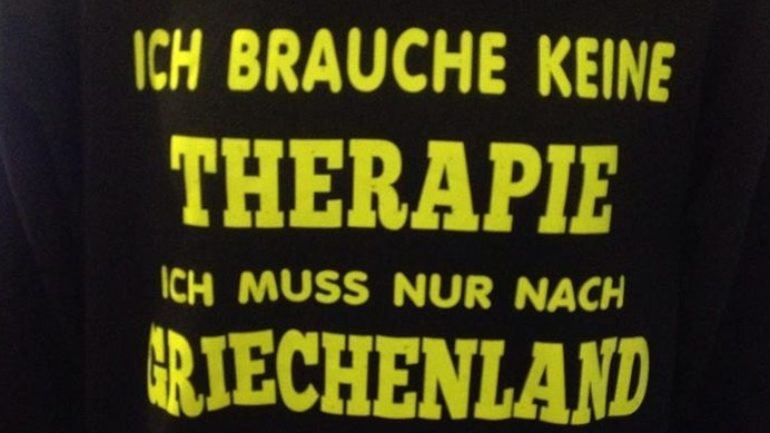 ICH BRAUCHE KEINE
THERAPIE
ICH MUSS NUR NACH
GRIECHENLAND